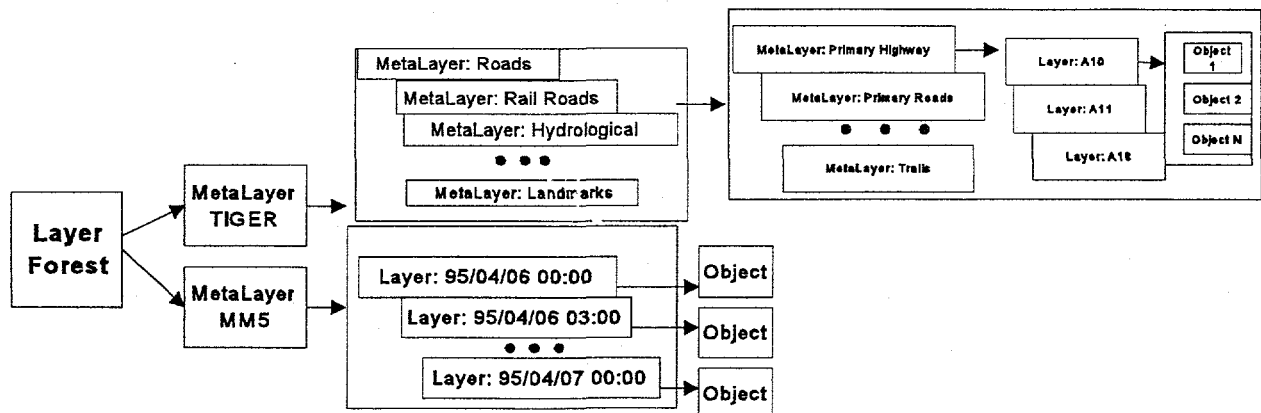 Layer
Forest
MetaLayer
TIGER
MetaLayer
MM5
MetaLayer: Roads
MetaLayer: Rail Roads
MetaLayer: Hydrological
MetaLayer: Landmarks
Layer: 95/04/06 00:00
Layer: 95/04/06 03:00
Layer: 95/04/07 00:00
Object
Object
Object
MetaLayer: Primary Highway
MetaLayer: Primary Roads
MetaLayer: Trails
Layer: A10
Layer: A11
Layer: A18
Object
1
Object 2
Object N